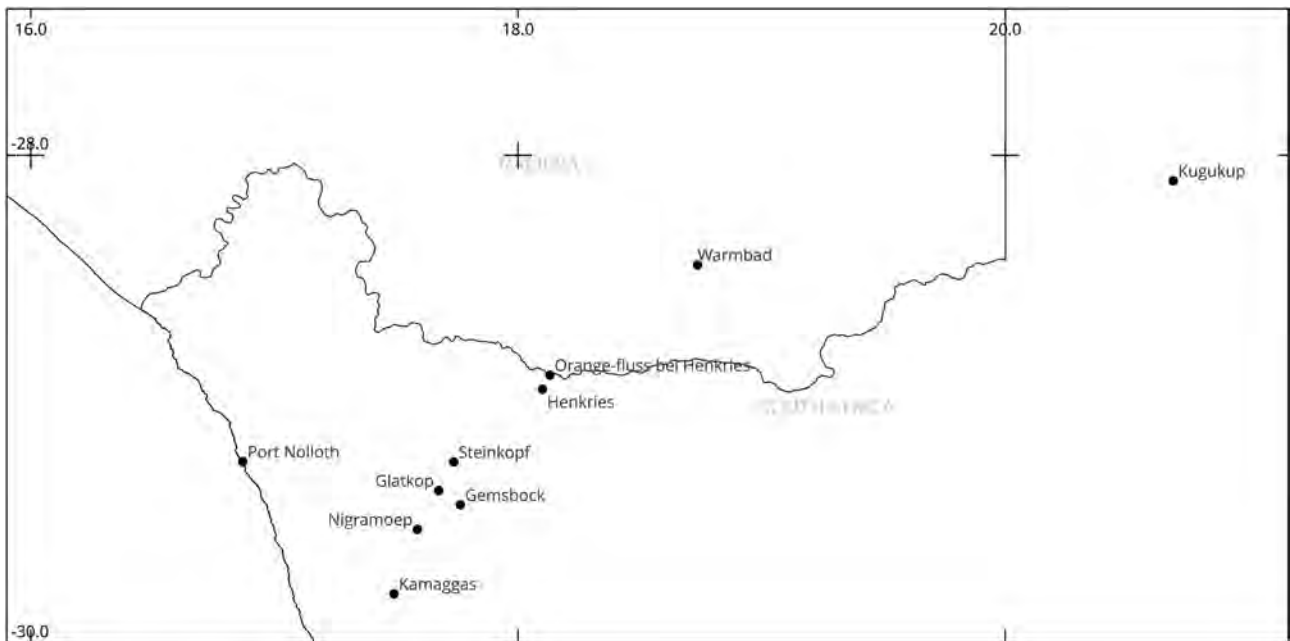 16.0
18.0
20.0
-28.0
Kugukup
Warmbad
Orange-fluss bei Henkries
Henkries
Port Nolloth
Steinkopf
Glatkop
Gemsbock
Nigramoep
Kamaggas
-30.0